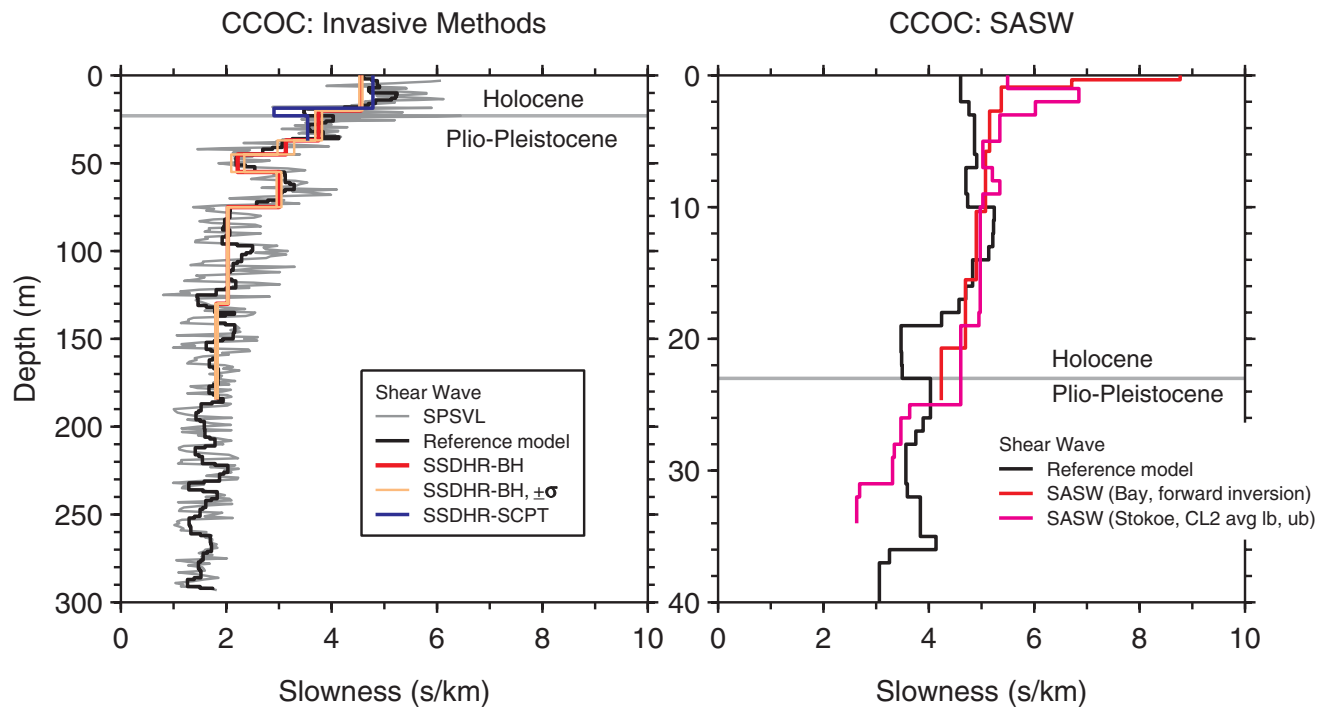 CCOC: Invasive Methods
0
50
100
150
200
250
300
Depth (m)
0 2 4 6 8 10
Slowness (s/km)
Holocene
Plio-Pleistocene
Shear Wave
SPSVL
Reference model
SSDHR-BH
SSDHR-BH, ±σ
SSDHR-SCPT
CCOC: SASW
0
10
20
30
40
0 2 4 6 8 10
Slowness (s/km)
Holocene
Plio-Pleistocene
Shear Wave
Reference model
SASW (Bay, forward inversion)
SASW (Stokoe, CL2 avg lb, ub)